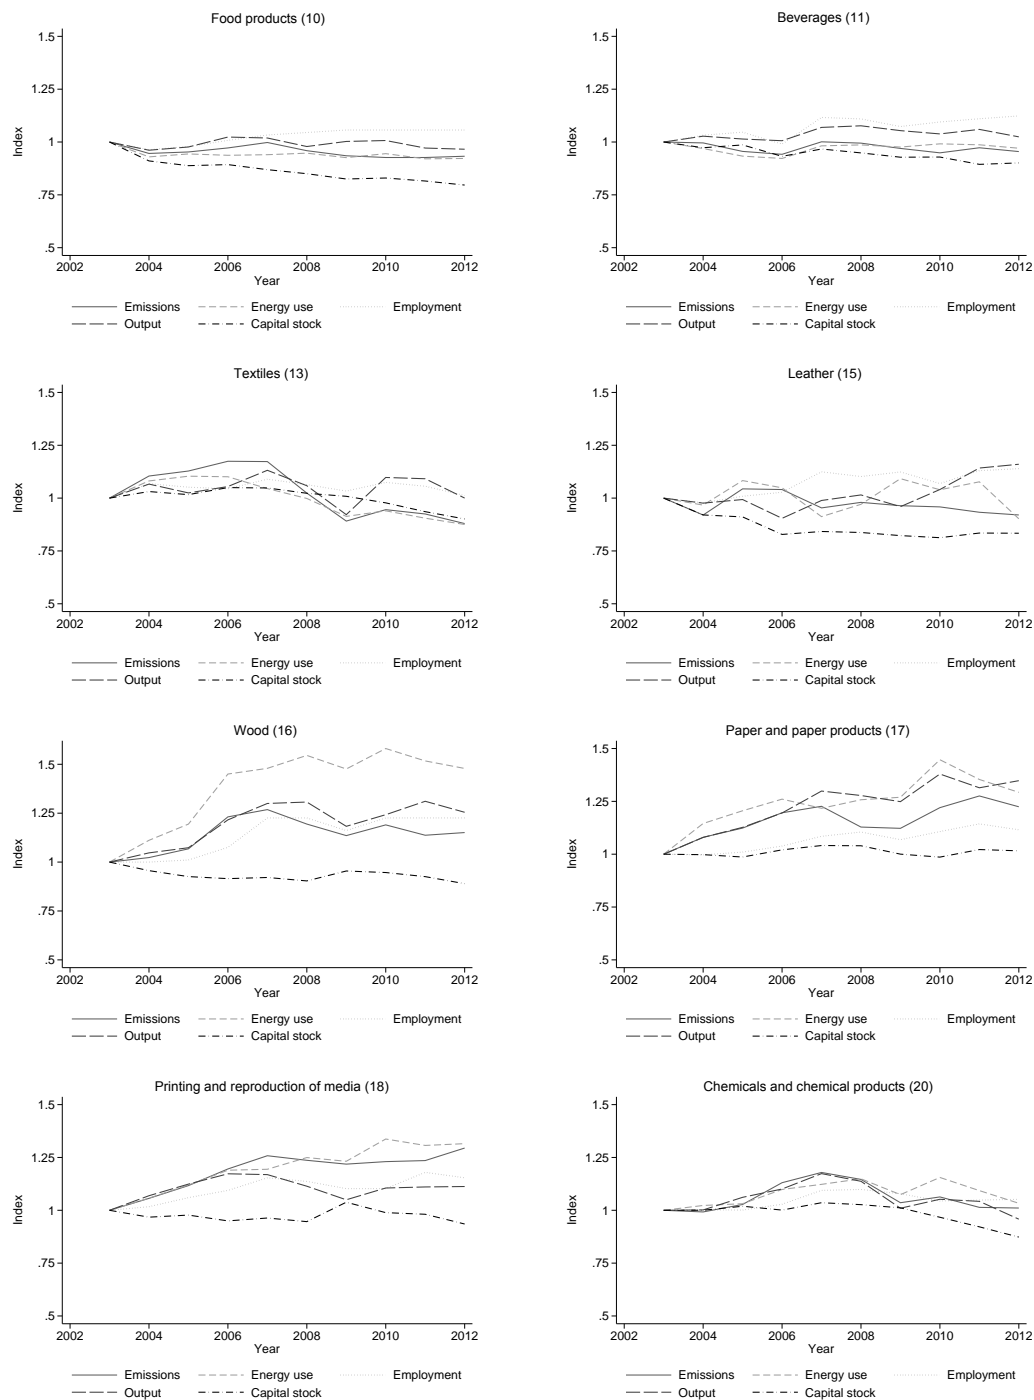 Food products (10)
1.5
1.25
1
.75
.5
Index
2002 2004 2006 2008 2010 2012
Year
Emissions Energy use Employment
Output Capital stock
Beverages (11)
1.5
1.25
1
.75
.5
Index
2002 2004 2006 2008 2010 2012
Year
Emissions Energy use Employment
Output Capital stock
Textiles (13)
1.5
1.25
1
.75
.5
Index
2002 2004 2006 2008 2010 2012
Year
Emissions Energy use Employment
Output Capital stock
Leather (15)
1.5
1.25
1
.75
.5
Index
2002 2004 2006 2008 2010 2012
Year
Emissions Energy use Employment
Output Capital stock
Wood (16)
1.5
1.25
1
.75
.5
Index
2002 2004 2006 2008 2010 2012
Year
Emissions Energy use Employment
Output Capital stock
Paper and paper products (17)
1.5
1.25
1
.75
.5
Index
2002 2004 2006 2008 2010 2012
Year
Emissions Energy use Employment
Output Capital stock
Printing and reproduction of media (18)
1.5
1.25
1
.75
.5
Index
2002 2004 2006 2008 2010 2012
Year
Emissions Energy use Employment
Output Capital stock
Chemicals and chemical products (20)
1.5
1.25
1
.75
.5
Index
2002 2004 2006 2008 2010 2012
Year
Emissions Energy use Employment
Output Capital stock